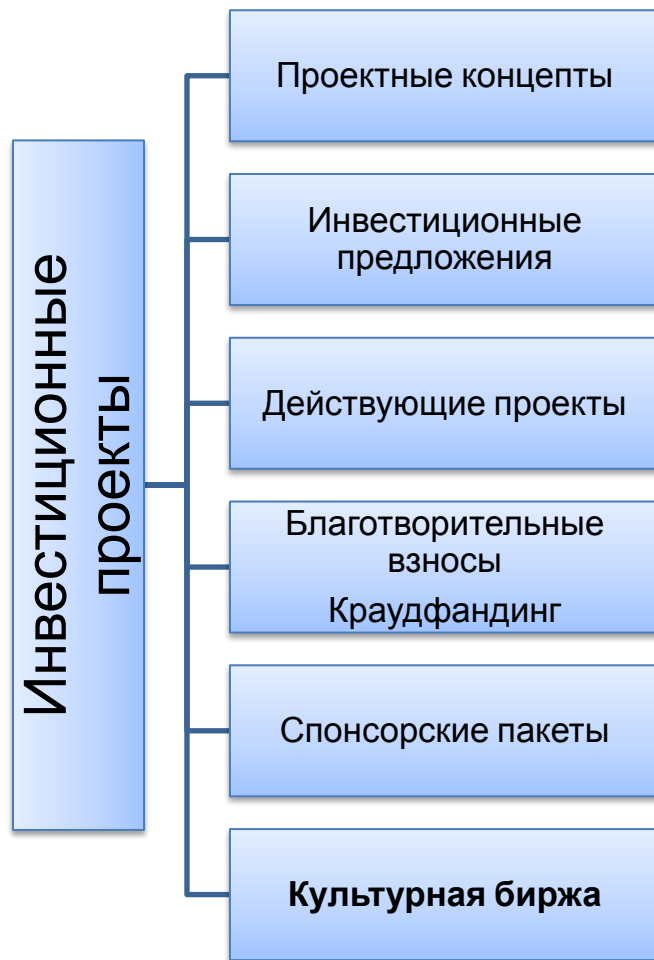 Инвестиционные
проекты
Проектные концепты
Инвестиционные
предложения
Действующие проекты
Благотворительные
взносы
Краудфандинг
Спонсорские пакеты
Культурная биржа